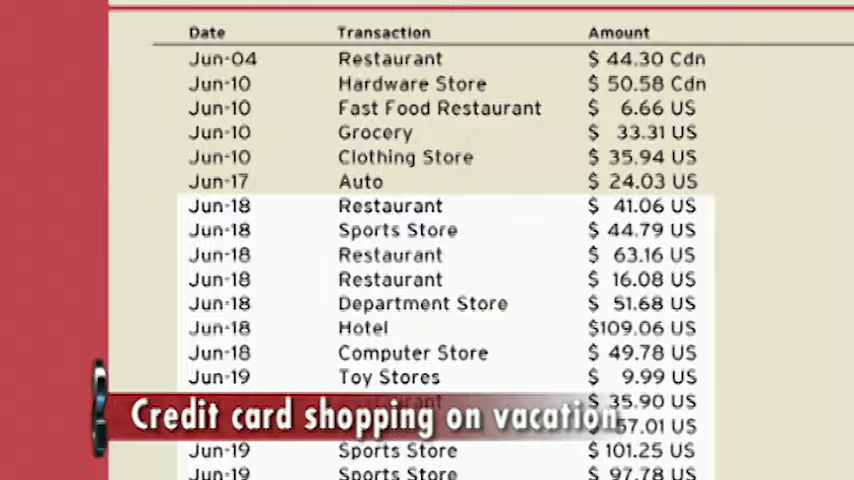 Date Transaction Amount
Jun-04 Restaurant $ 44.30 Cdn
Jun-10 Hardware Store $ 50.58 Cdn
Jun-10 Fast Food Restaurant $ 6.66 US
Jun-10 Grocery $ 33.31 US
Jun-10 Clothing Store $ 35.94 US
Jun-17 Auto $ 24.03 US
Jun-18 Restaurant $ 41.06 US
Jun-18 Sports Store $ 44.79 US
Jun-18 Restaurant $ 63.16 US
Jun-18 Restaurant $ 16.08 US
Jun-18 Department Store $ 51.68 US
Jun-18 Hotel $109.06 US
Jun-18 Computer Store $ 49.78 US
Jun-19 Toy Stores $ 9.99 US
$ 35.90 US
Credit card shopping on vacation
57.01 US
Jun-19 Sports Store $ 101.25 US
Jun-19 Sports Store $ 97.78 US